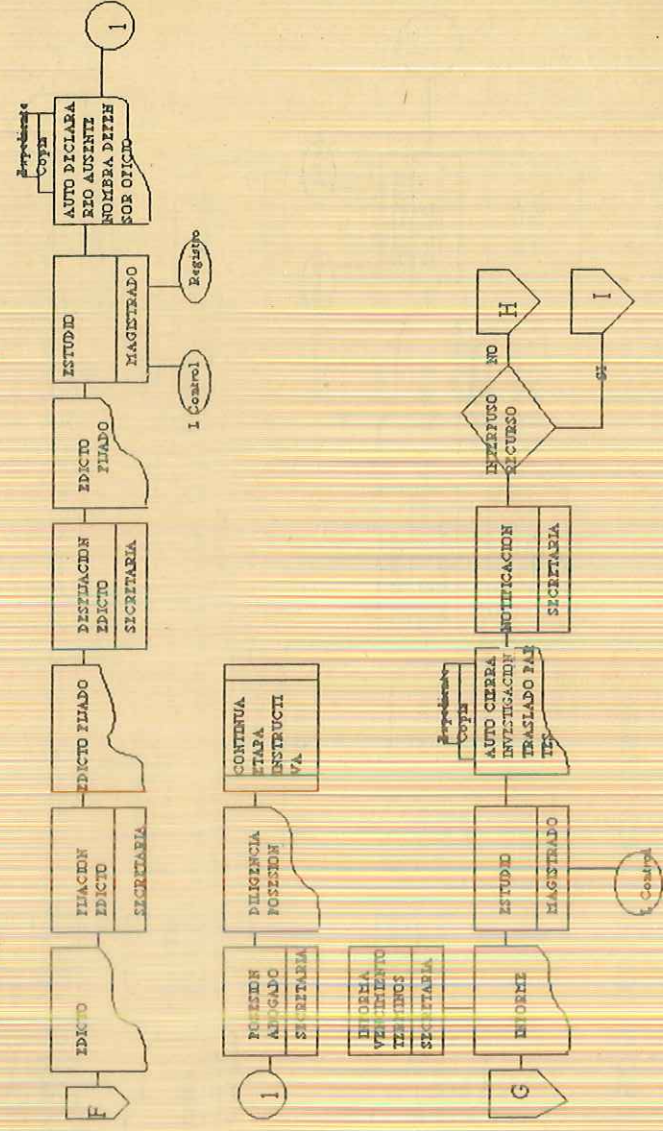 F
EDICTO
FIJACION
EDICTO
SECRETARIA
EDICTO FIJADO
DESFIJACION
EDICTO
SECRETARIA
EDICTO
FIJADO
ESTUDIO
MAGISTRADO
L Control
Registro
Expediente
Copia
AUTO DECLARA
REO AUSENTE
NOMBRA DEFEN
SOR OFICIO
1
1
POSESION
ABOGADO
SECRETARIA
DILIGENCIA
POSESION
CONTINUA
ETAPA
INSTRUCTI
VA
INFORMA
VENCIMIENTO
TERMINOS
SECRETARIA
G
INFORME
ESTUDIO
MAGISTRADO
L Control
Expediente
Copia
AUTO CIERRA
INVESTIGACION
TRASLADO PAR
TES
NOTIFICACION
SECRETARIA
INTERPUSO
RECURSO
NO
H
SI
I